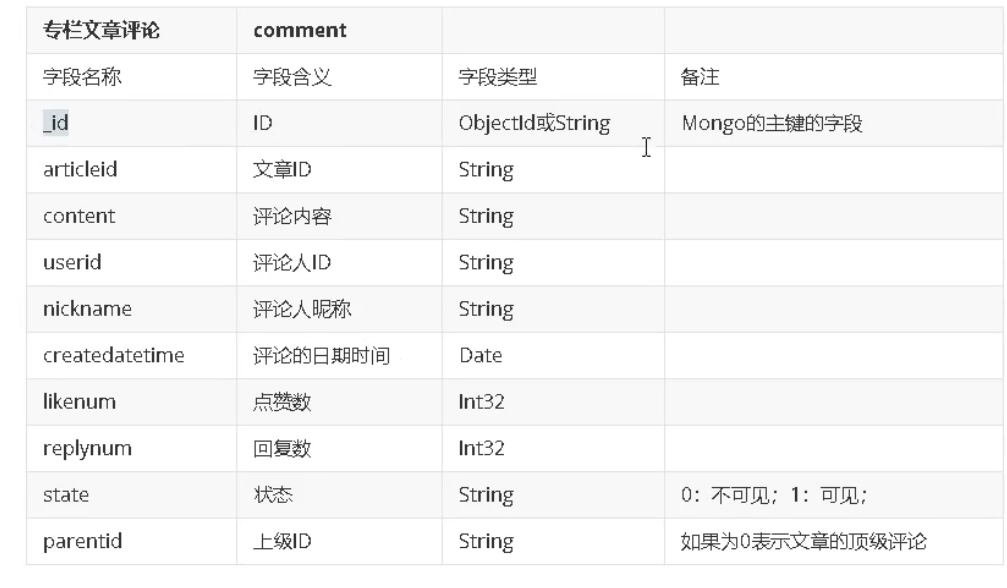 专栏文章评论 comment
字段名称 字段含义 字段类型 备注
_id ID ObjectId或String Mongo的主键的字段
articleid 文章ID String
content 评论内容 String
userid 评论人ID String
nickname 评论人昵称 String
createdatetime 评论的日期时间 Date
likenum 点赞数 Int32
replynum 回复数 Int32
state 状态 String 0：不可见；1：可见；
parentid 上级ID String 如果为0表示文章的顶级评论